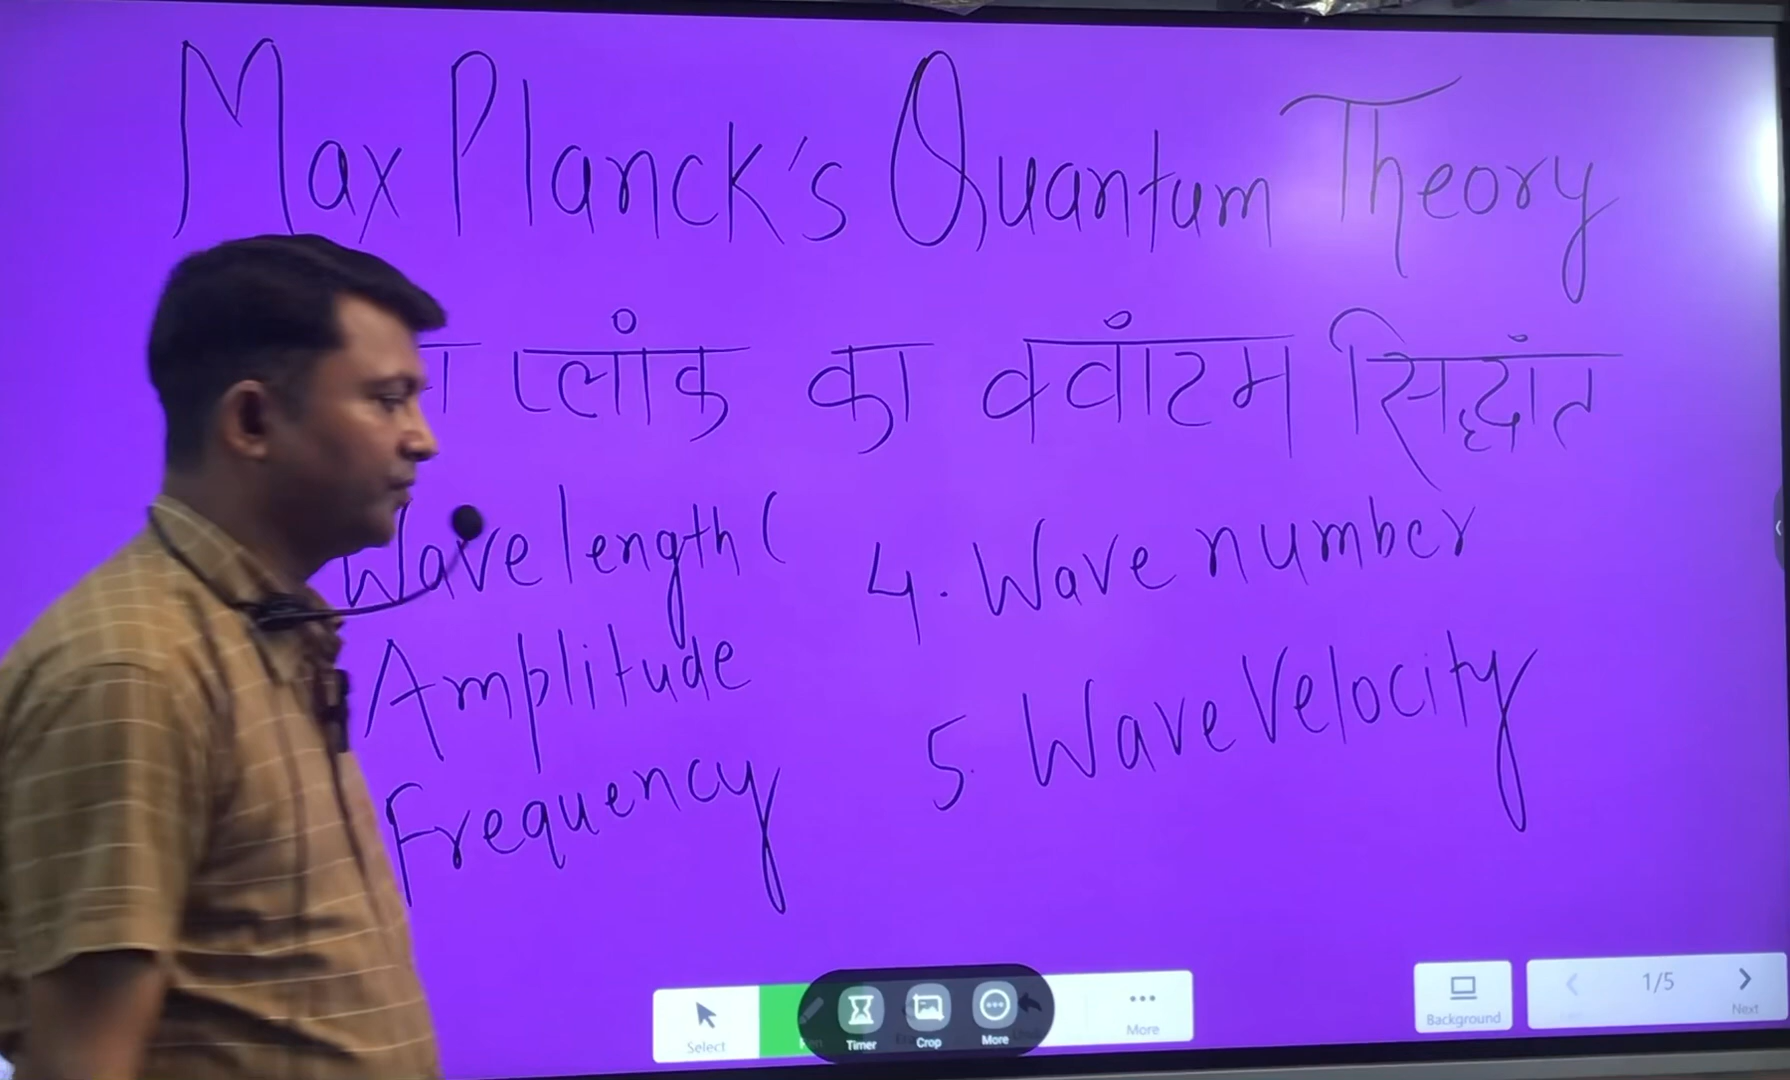 Max Planck's Quantum Theory
प्लांक का क्वांटम सिद्धांत
Wavelength (
Amplitude
Frequency
4. Wave number
5. Wave Velocity
Select
Timer
Crop
More
More
Background
1/5
Next